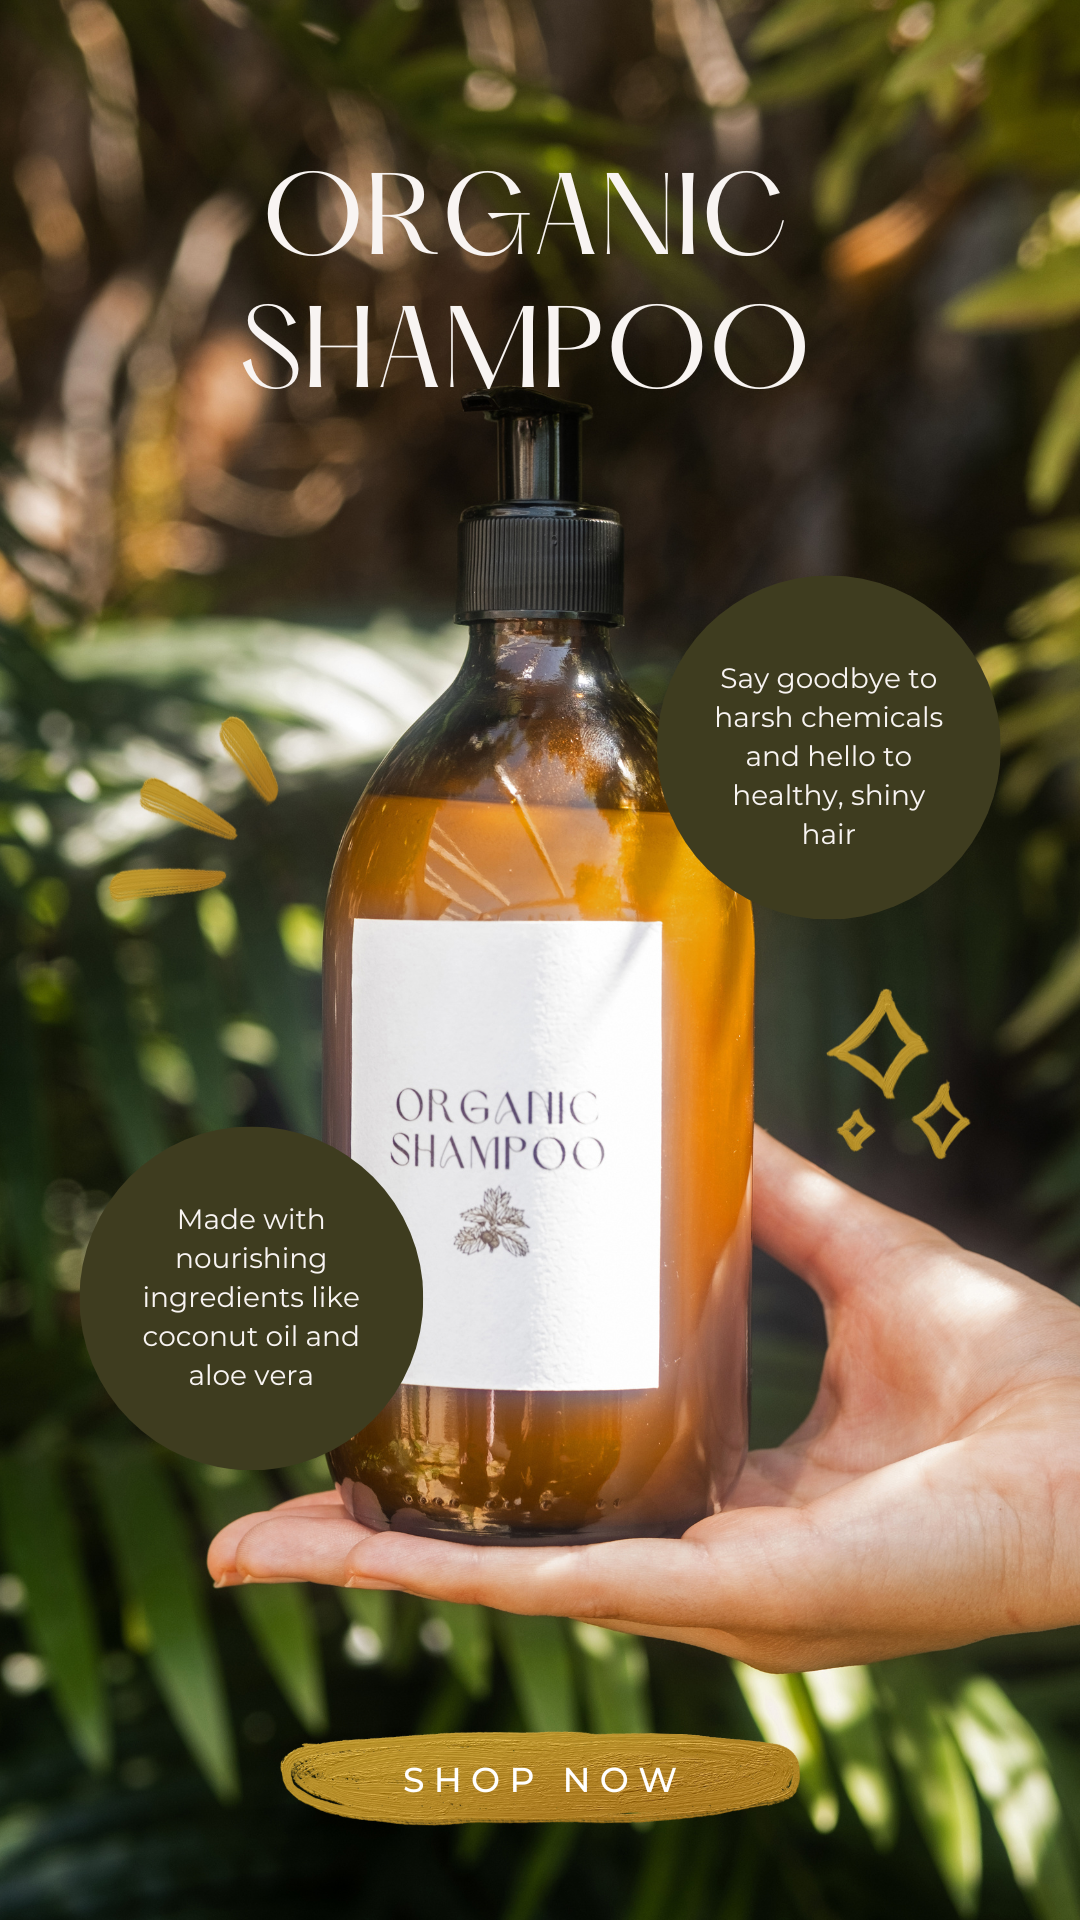 ORGANIC
SHAMPOO
Say goodbye to
harsh chemicals
and hello to
healthy, shiny
hair
ORGANIC
SHAMPOO
Made with
nourishing
ingredients like
coconut oil and
aloe vera
SHOP NOW